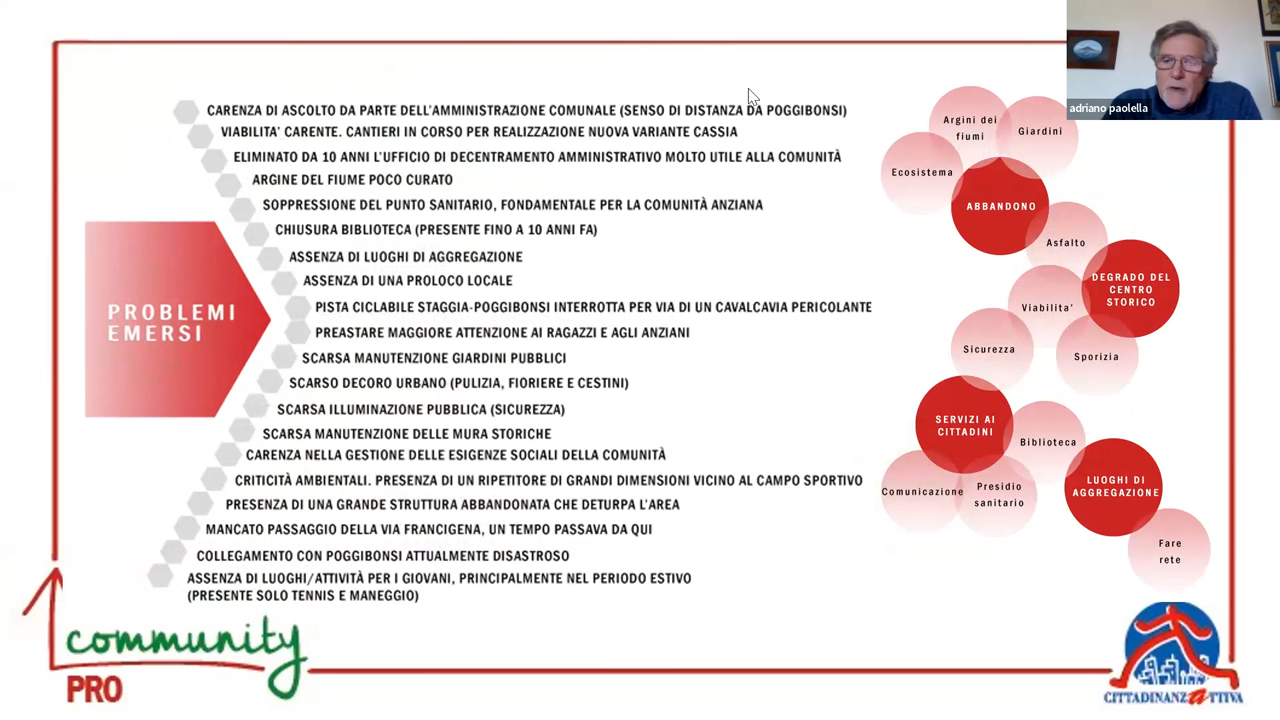 adriano paolella
CARENZA DI ASCOLTO DA PARTE DELL'AMMINISTRAZIONE COMUNALE (SENSO DI DISTANZA DA POGGIBONSI)
VIABILITA' CARENTE. CANTIERI IN CORSO PER REALIZZAZIONE NUOVA VARIANTE CASSIA
ELIMINATO DA 10 ANNI L'UFFICIO DI DECENTRAMENTO AMMINISTRATIVO MOLTO UTILE ALLA COMUNITÀ
ARGINE DEL FIUME POCO CURATO
SOPPRESSIONE DEL PUNTO SANITARIO, FONDAMENTALE PER LA COMUNITÀ ANZIANA
CHIUSURA BIBLIOTECA (PRESENTE FINO A 10 ANNI FA)
ASSENZA DI LUOGHI DI AGGREGAZIONE
ASSENZA DI UNA PROLOCO LOCALE
PISTA CICLABILE STAGGIA-POGGIBONSI INTERROTTA PER VIA DI UN CAVALCAVIA PERICOLANTE
PREASTARE MAGGIORE ATTENZIONE AI RAGAZZI E AGLI ANZIANI
SCARSA MANUTENZIONE GIARDINI PUBBLICI
SCARSO DECORO URBANO (PULIZIA, FIORIERE E CESTINI)
SCARSA ILLUMINAZIONE PUBBLICA (SICUREZZA)
SCARSA MANUTENZIONE DELLE MURA STORICHE
CARENZA NELLA GESTIONE DELLE ESIGENZE SOCIALI DELLA COMUNITÀ
CRITICITÀ AMBIENTALI. PRESENZA DI UN RIPETITORE DI GRANDI DIMENSIONI VICINO AL CAMPO SPORTIVO
PRESENZA DI UNA GRANDE STRUTTURA ABBANDONATA CHE DETURPA L'AREA
MANCATO PASSAGGIO DELLA VIA FRANCIGENA, UN TEMPO PASSAVA DA QUI
COLLEGAMENTO CON POGGIBONSI ATTUALMENTE DISASTROSO
ASSENZA DI LUOGHI/ATTIVITÀ PER I GIOVANI, PRINCIPALMENTE NEL PERIODO ESTIVO
(PRESENTE SOLO TENNIS E MANEGGIO)
PROBLEMI
EMERSI
Argini dei
fiumi
Giardini
Ecosistema
ABBANDONO
Asfalto
DEGRADO DEL
CENTRO
STORICO
Viabilita'
Sicurezza
Sporizia
SERVIZI AI
CITTADINI
Biblioteca
Comunicazione
Presidio
sanitario
LUOGHI DI
AGGREGAZIONE
Fare
rete
community
PRO
CITTADINANZATTIVA